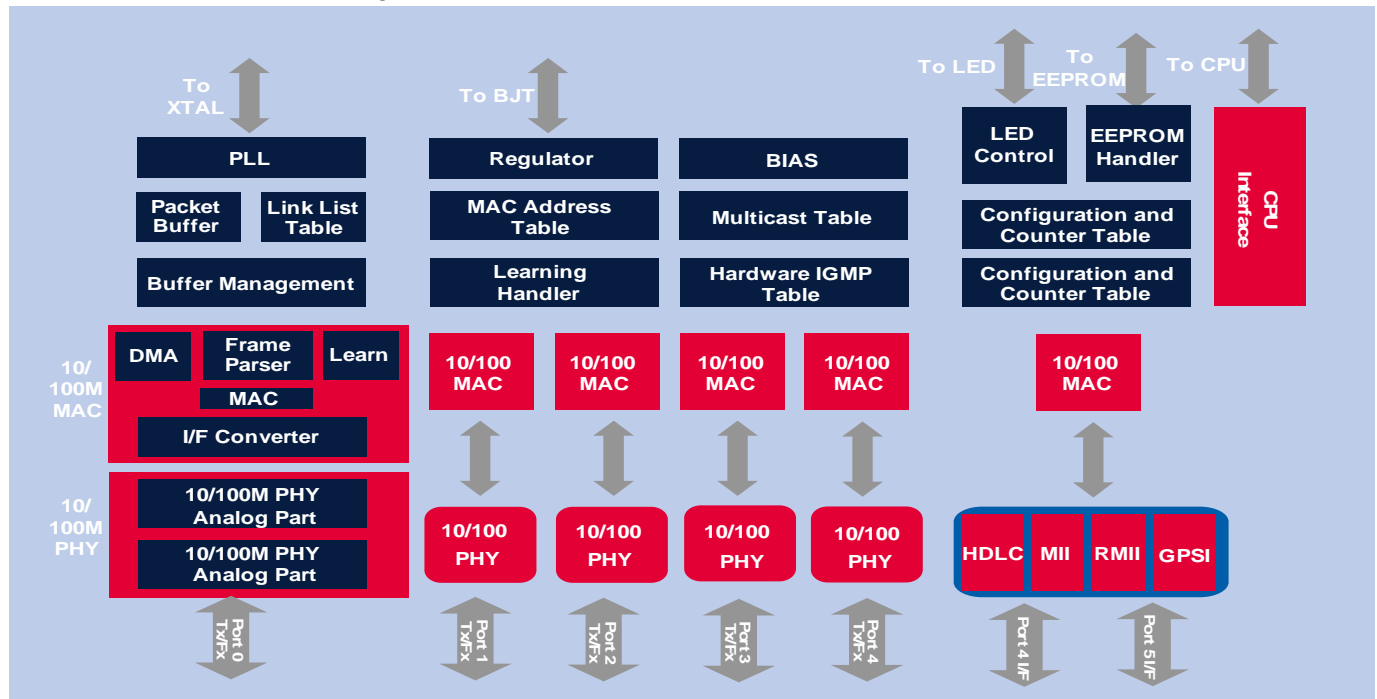 To
XTAL
To BJT
To LED
To
EEPROM
To CPU
PLL
Regulator
BIAS
LED
Control
EEPROM
Handler
CPU
Interface
Packet
Buffer
Link List
Table
MAC Address
Table
Multicast Table
Configuration and
Counter Table
Buffer Management
Learning
Handler
Hardware IGMP
Table
Configuration and
Counter Table
10/
100M
MAC
DMA
Frame
Parser
Learn
MAC
I/F Converter
10/100
MAC
10/100
MAC
10/100
MAC
10/100
MAC
10/100
MAC
10/
100M
PHY
10/100M PHY
Analog Part
10/100M PHY
Analog Part
10/100
PHY
10/100
PHY
10/100
PHY
10/100
PHY
HDLC
MII
RMII
GPSI
Port 0
Tx/Fx
Port 1
Tx/Fx
Port 2
Tx/Fx
Port 3
Tx/Fx
Port 4
Tx/Fx
Port 4 I/F
Port 5 I/F